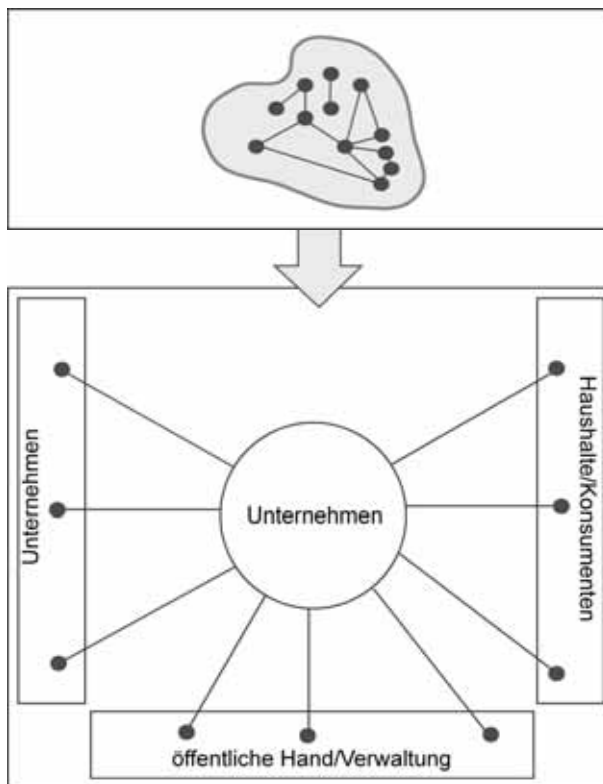 Unternehmen
Unternehmen
Haushalte/Konsumenten
öffentliche Hand/Verwaltung